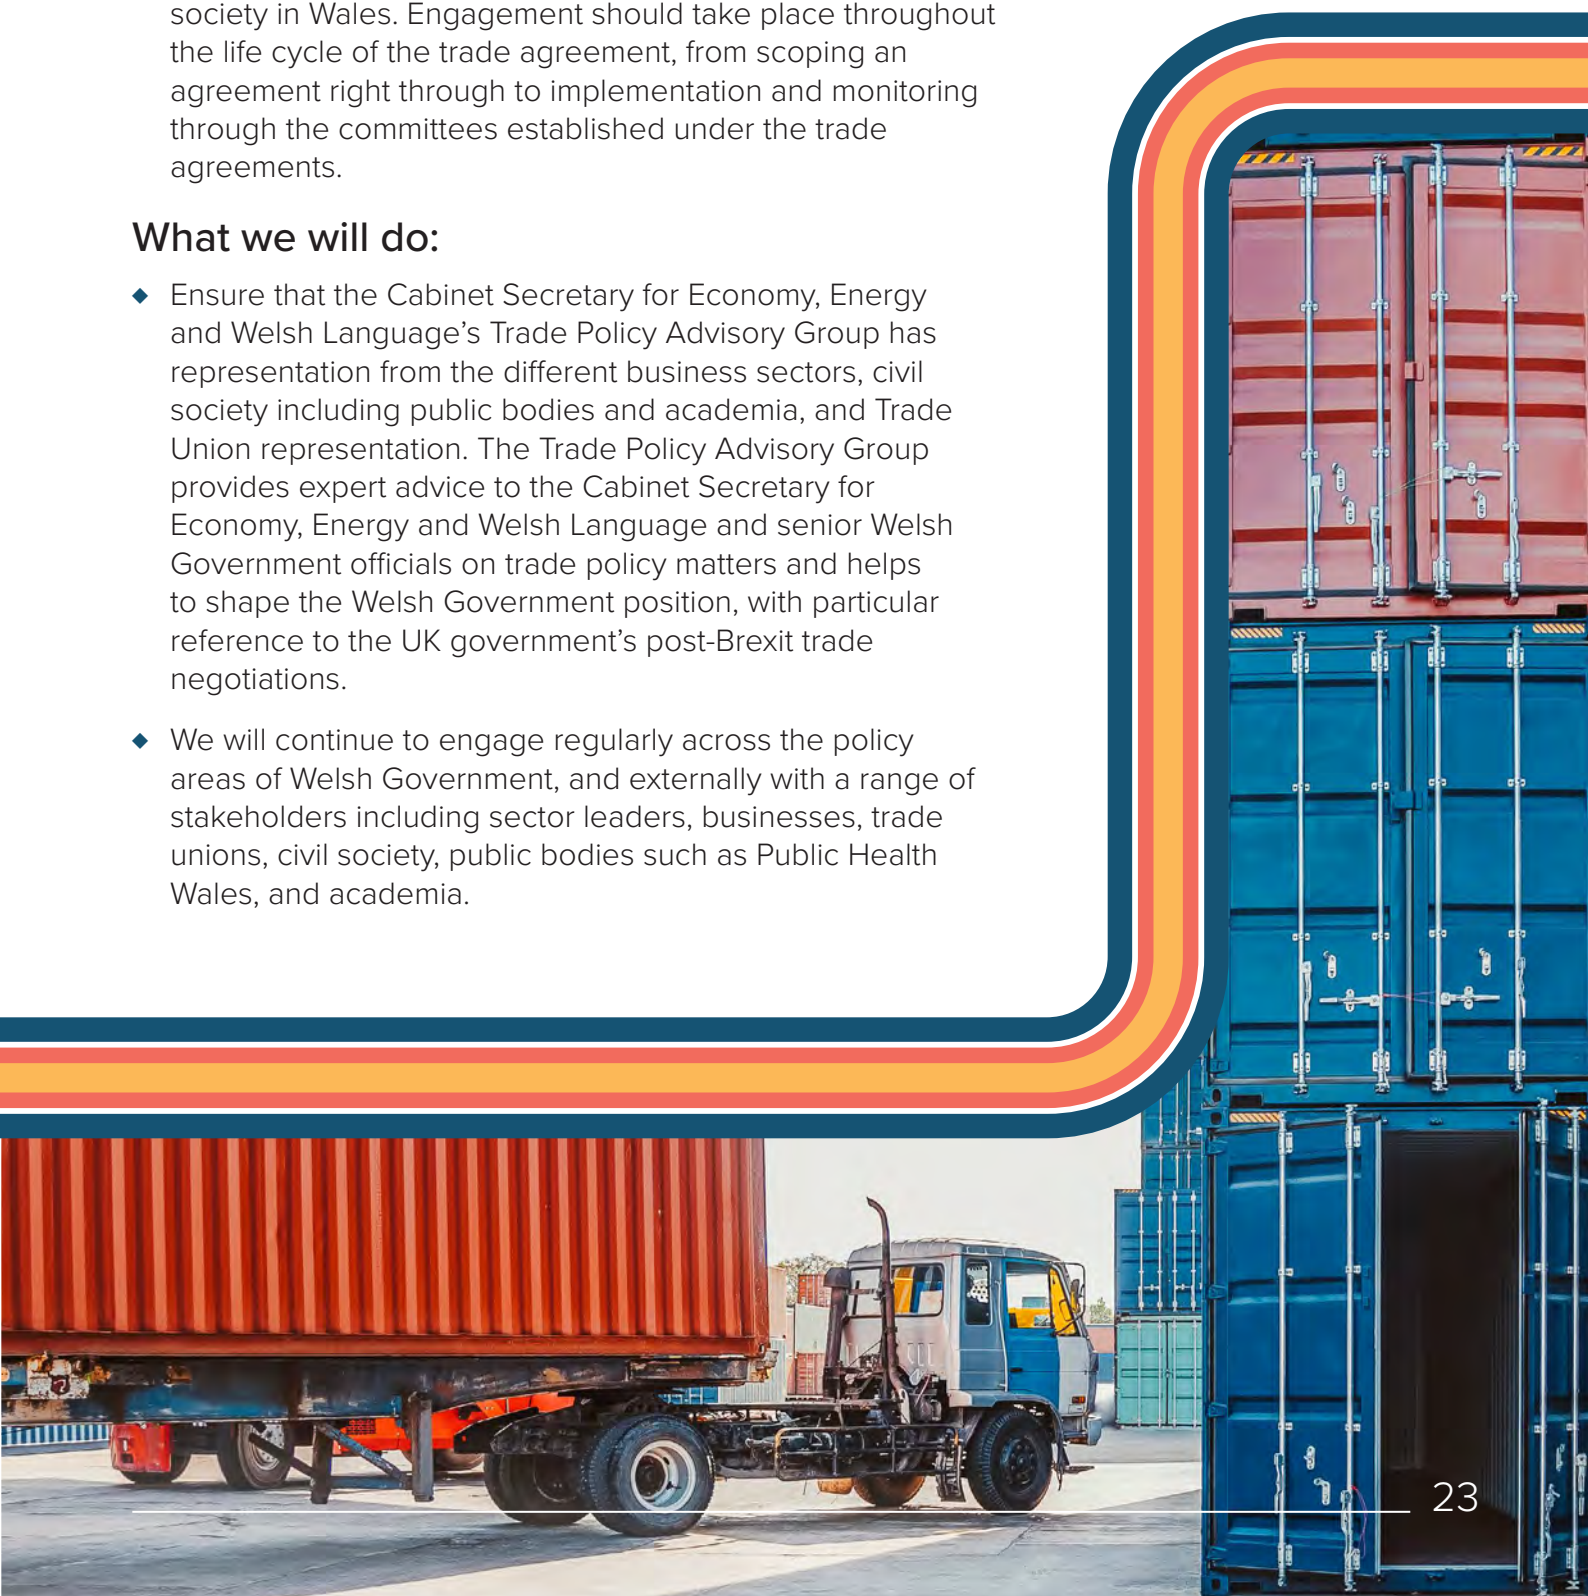 society in Wales. Engagement should take place throughout
the life cycle of the trade agreement, from scoping an
agreement right through to implementation and monitoring
through the committees established under the trade
agreements.
What we will do:
Ensure that the Cabinet Secretary for Economy, Energy
and Welsh Language’s Trade Policy Advisory Group has
representation from the different business sectors, civil
society including public bodies and academia, and Trade
Union representation. The Trade Policy Advisory Group
provides expert advice to the Cabinet Secretary for
Economy, Energy and Welsh Language and senior Welsh
Government officials on trade policy matters and helps
to shape the Welsh Government position, with particular
reference to the UK government’s post-Brexit trade
negotiations.
We will continue to engage regularly across the policy
areas of Welsh Government, and externally with a range of
stakeholders including sector leaders, businesses, trade
unions, civil society, public bodies such as Public Health
Wales, and academia.
23